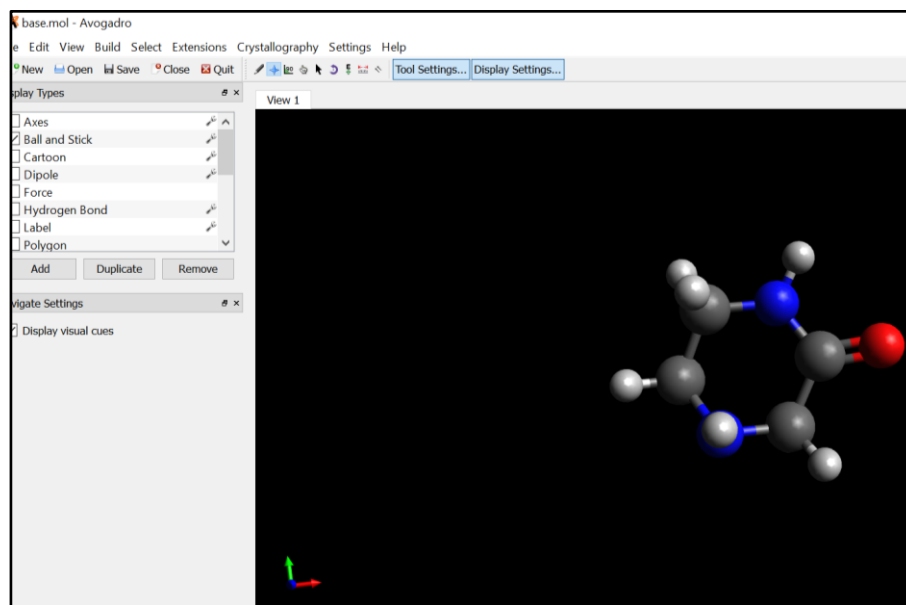 base.mol - Avogadro
e Edit View Build Select Extensions Crystallography Settings Help
New Open Save Close Quit Tool Settings... Display Settings...
splay Types
View 1
Axes
Ball and Stick
Cartoon
Dipole
Force
Hydrogen Bond
Label
Polygon
Add Duplicate Remove
vigate Settings
Display visual cues